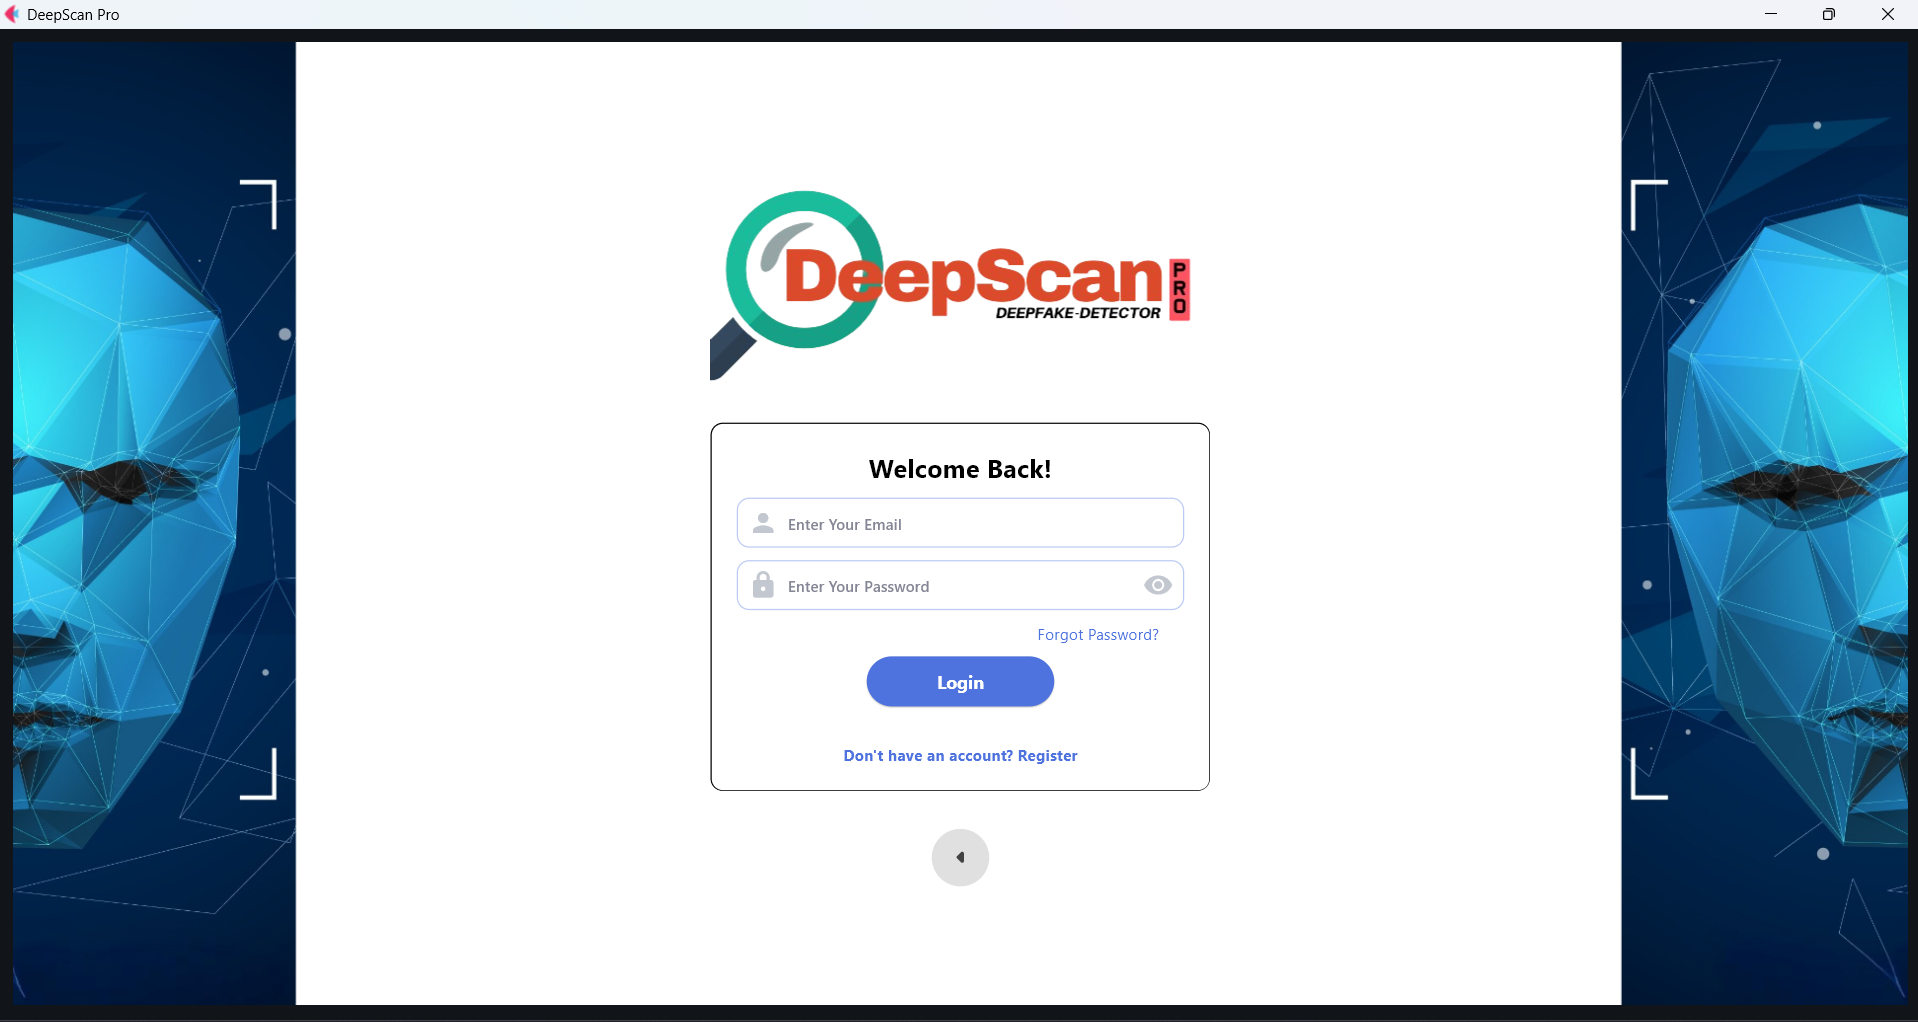 DeepScan Pro
DeepScan
PRO
DEEPFAKE-DETECTOR
Welcome Back!
Enter Your Email
Enter Your Password
Forgot Password?
Login
Don't have an account? Register